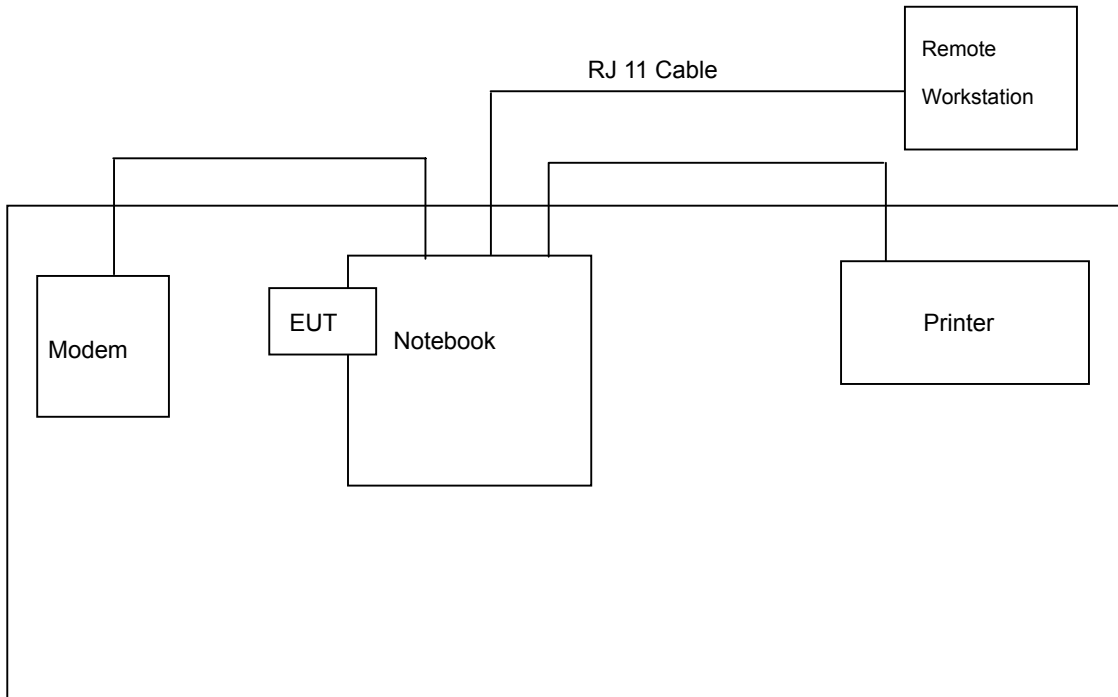 Remote
Workstation
RJ 11 Cable
EUT
Notebook
Modem
Printer